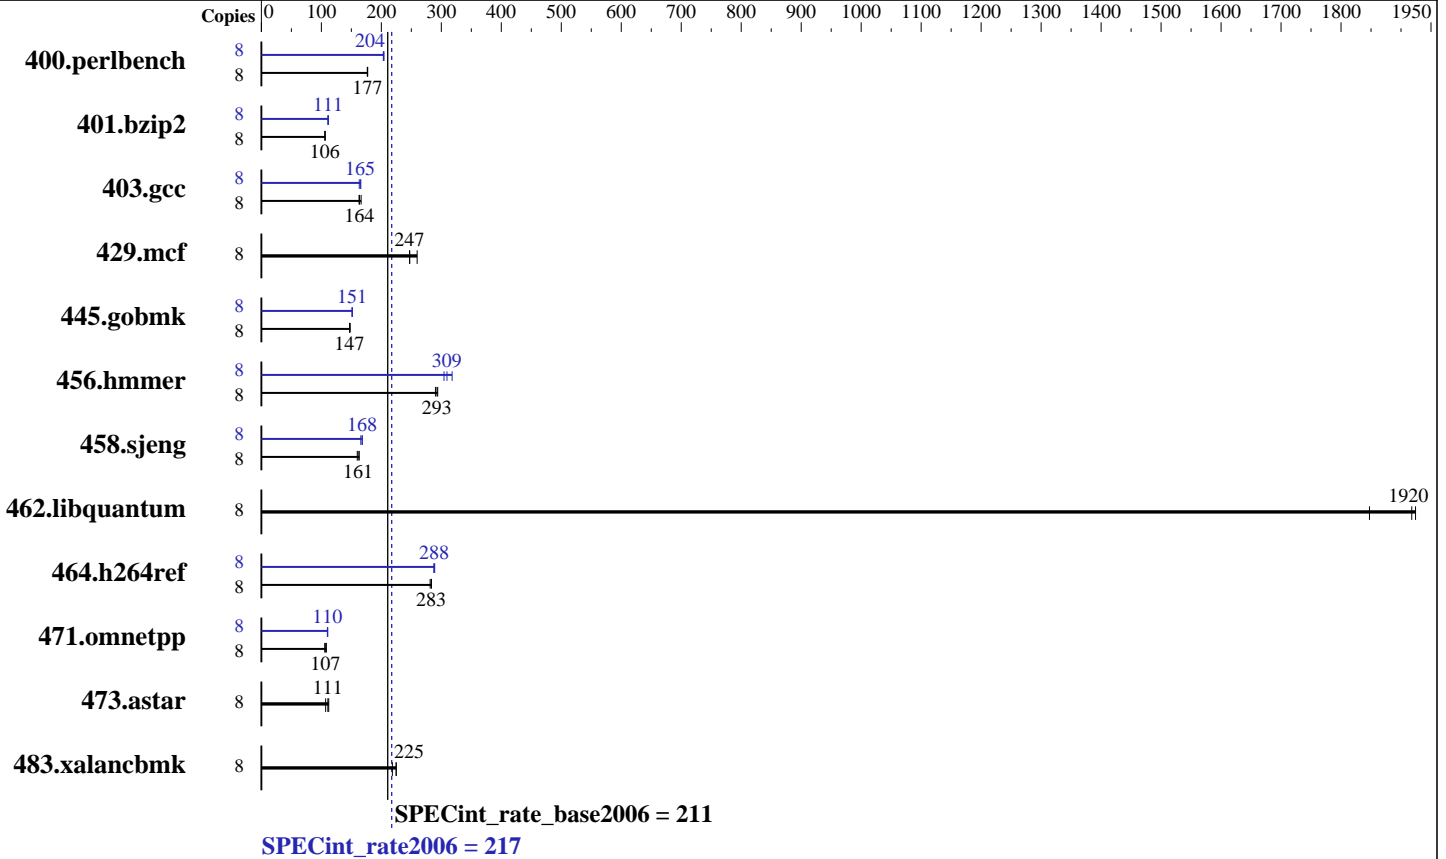 Copies 0 100 200 300 400 500 600 700 800 900 1000 1100 1200 1300 1400 1500 1600 1700 1800 1950
400.perlbench 8 204
8 177
401.bzip2 8 111
8 106
403.gcc 8 165
8 164
429.mcf 8 247
445.gobmk 8 151
8 147
456.hmmer 8 309
8 293
458.sjeng 8 168
8 161
462.libquantum 8 1920
464.h264ref 8 288
8 283
471.omnetpp 8 110
8 107
473.astar 8 111
483.xalancbmk 8 225
SPECint_rate_base2006 = 211
SPECint_rate2006 = 217